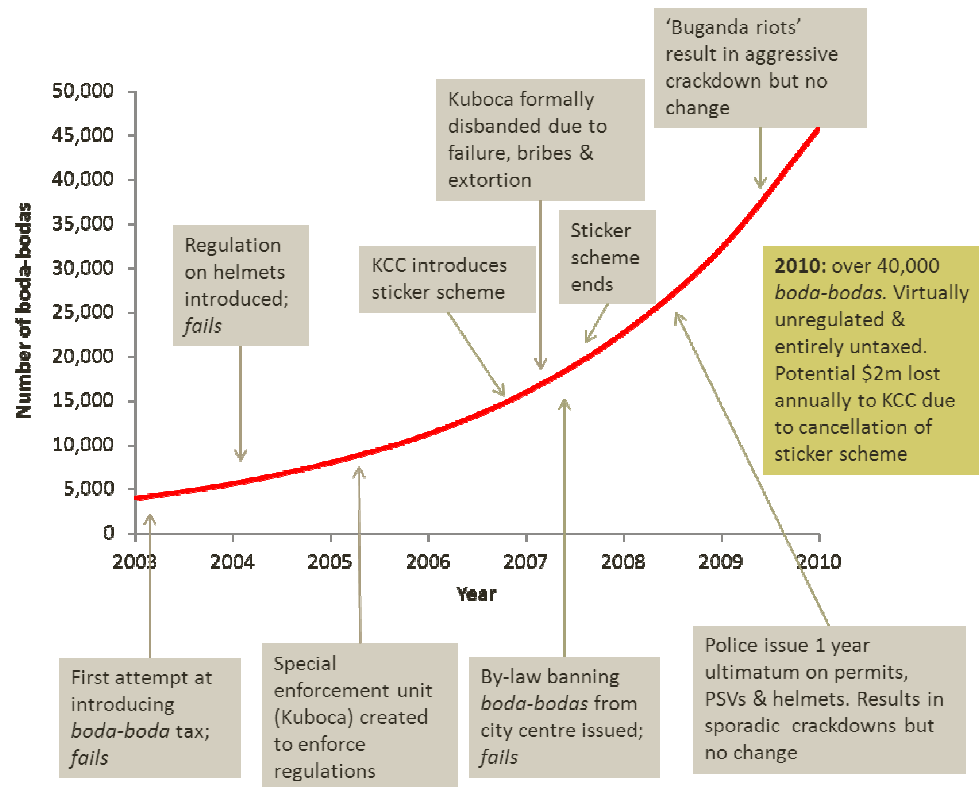 'Buganda riots'
result in aggressive
crackdown but no
change
Kuboca formally
disbanded due to
failure, bribes &
extortion
Regulation
on helmets
introduced;
fails
KCC introduces
sticker scheme
Sticker
scheme
ends
2010: over 40,000
boda-bodas. Virtually
unregulated &
entirely untaxed.
Potential $2m lost
annually to KCC due
to cancellation of
sticker scheme
Number of boda-bodas
50,000
45,000
40,000
35,000
30,000
25,000
20,000
15,000
10,000
5,000
0
2003 2004 2005 2006 2007 2008 2009 2010
Year
First attempt at
introducing
boda-boda tax;
fails
Special
enforcement unit
(Kuboca) created
to enforce
regulations
By-law banning
boda-bodas from
city centre issued;
fails
Police issue 1 year
ultimatum on permits,
PSVs & helmets. Results in
sporadic crackdowns but
no change